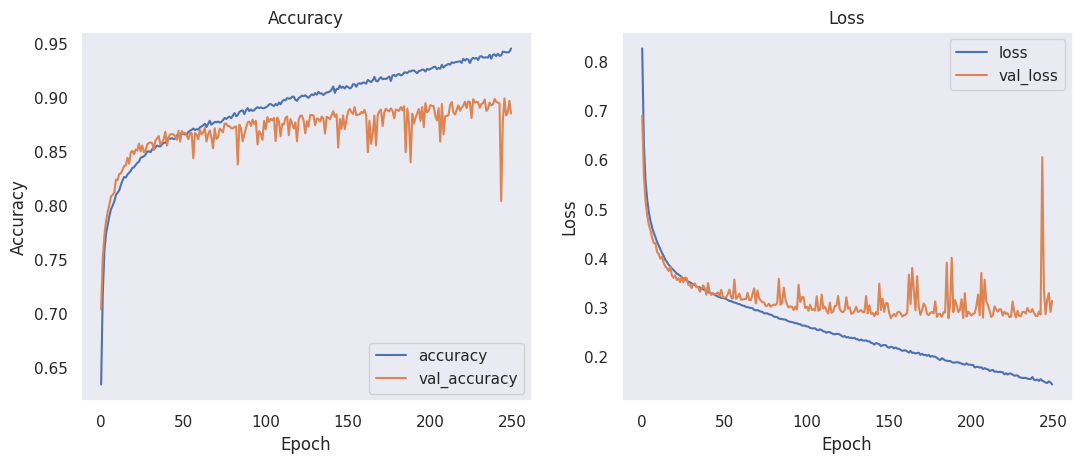 Accuracy
0.95
0.90
0.85
0.80
0.75
0.70
0.65
Accuracy
accuracy
val_accuracy
0 50 100 150 200 250
Epoch
Loss
0.8
0.7
0.6
0.5
0.4
0.3
0.2
Loss
loss
val_loss
0 50 100 150 200 250
Epoch